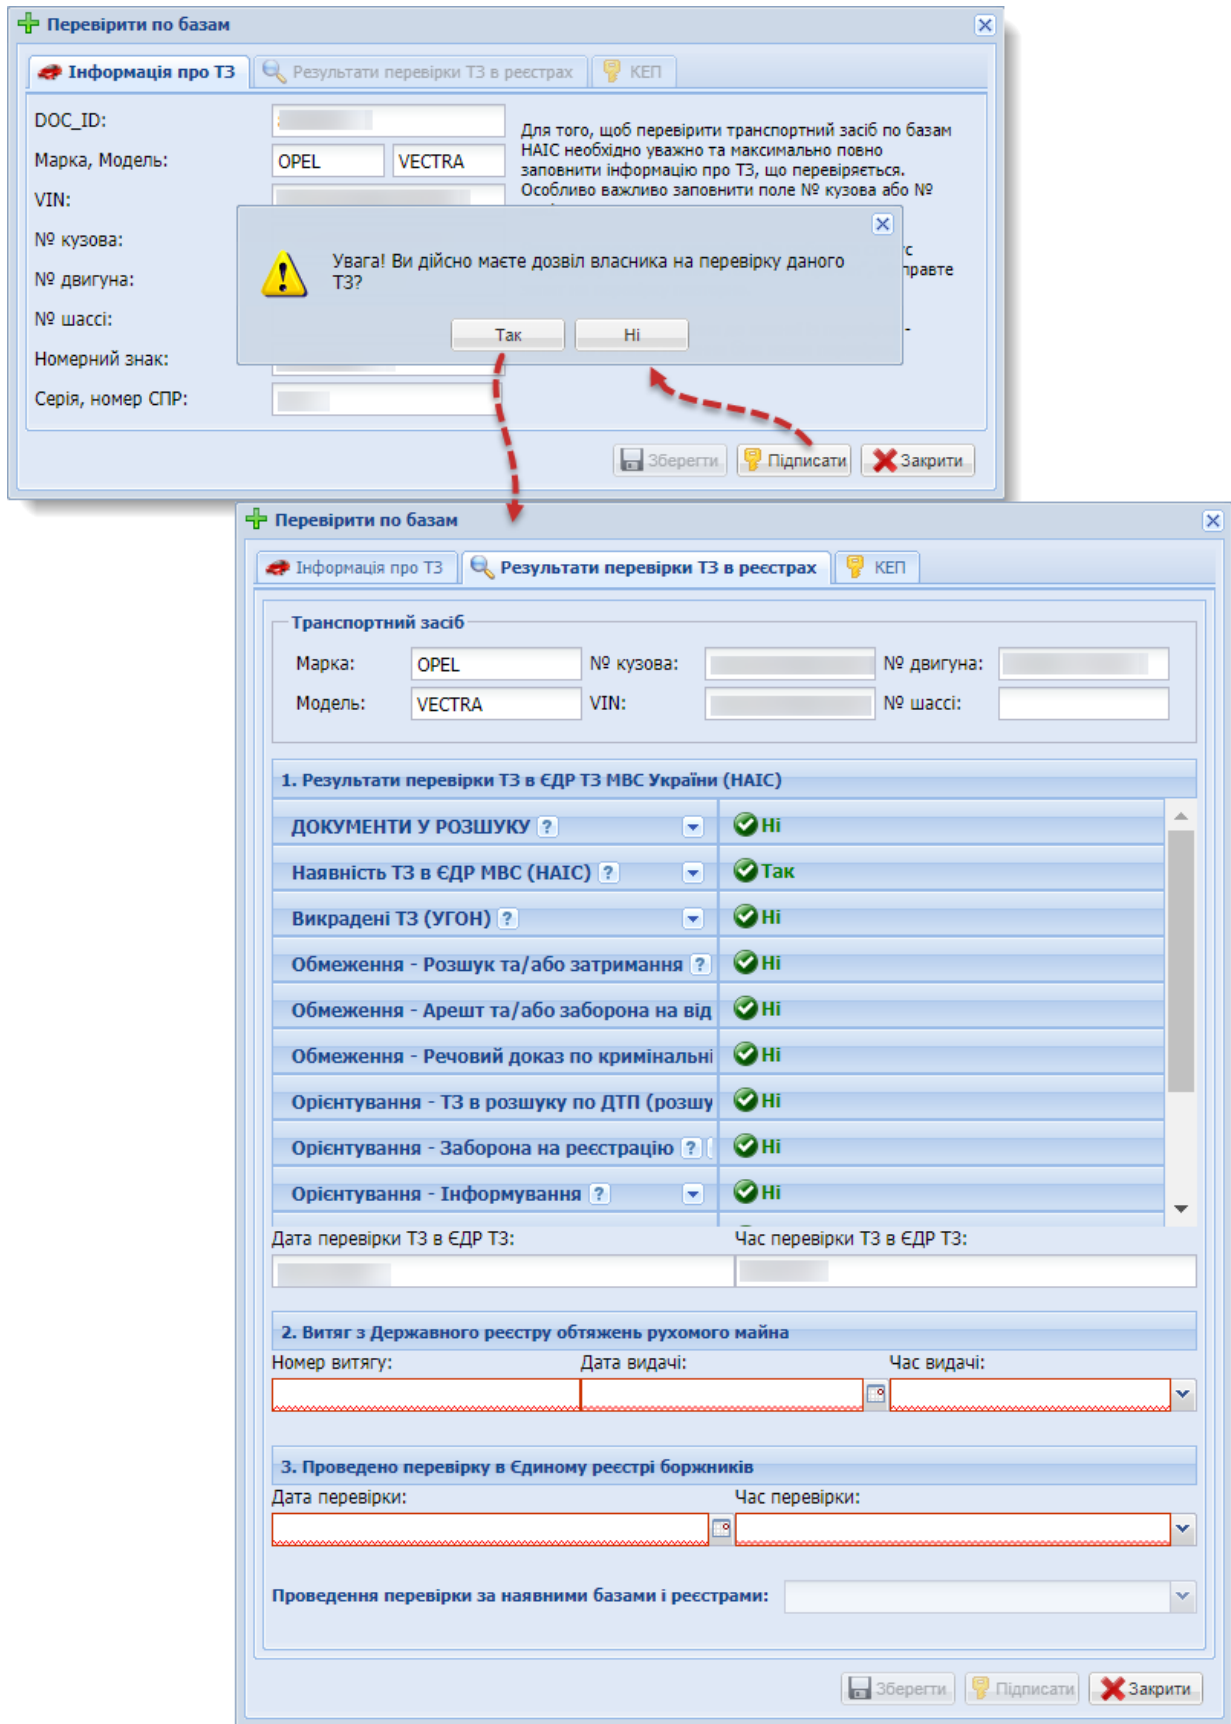 Перевірити по базам
Інформація про ТЗ
Результати перевірки ТЗ в реєстрах
КЕП
DOC_ID:
Марка, Модель:
OPEL
VECTRA
VIN:
№ кузова:
№ двигуна:
№ шассі:
Номерний знак:
Серія, номер СПР:
Для того, щоб перевірити транспортний засіб по базам
НАІС необхідно уважно та максимально повно
заповнити інформацію про ТЗ, що перевіряється.
Особливо важливо заповнити поле № кузова або №
Увага! Ви дійсно маєте дозвіл власника на перевірку даного
ТЗ?
Так
Ні
Зберегти
Підписати
Закрити
Перевірити по базам
Інформація про ТЗ
Результати перевірки ТЗ в реєстрах
КЕП
Транспортний засіб
Марка:
OPEL
№ кузова:
№ двигуна:
Модель:
VECTRA
VIN:
№ шассі:
1. Результати перевірки ТЗ в ЄДР ТЗ МВС України (НАІС)
ДОКУМЕНТИ У РОЗШУКУ ?
Ні
Наявність ТЗ в ЄДР МВС (НАІС) ?
Так
Викрадені ТЗ (УГОН) ?
Ні
Обмеження - Розшук та/або затримання ?
Ні
Обмеження - Арешт та/або заборона на від
Ні
Обмеження - Речовий доказ по кримінальні
Ні
Орієнтування - ТЗ в розшуку по ДТП (розшу
Ні
Орієнтування - Заборона на реєстрацію ?
Ні
Орієнтування - Інформування ?
Ні
Дата перевірки ТЗ в ЄДР ТЗ:
Час перевірки ТЗ в ЄДР ТЗ:
2. Витяг з Державного реєстру обтяжень рухомого майна
Номер витягу:
Дата видачі:
Час видачі:
3. Проведено перевірку в Єдиному реєстрі боржників
Дата перевірки:
Час перевірки:
Проведення перевірки за наявними базами і реєстрами:
Зберегти
Підписати
Закрити